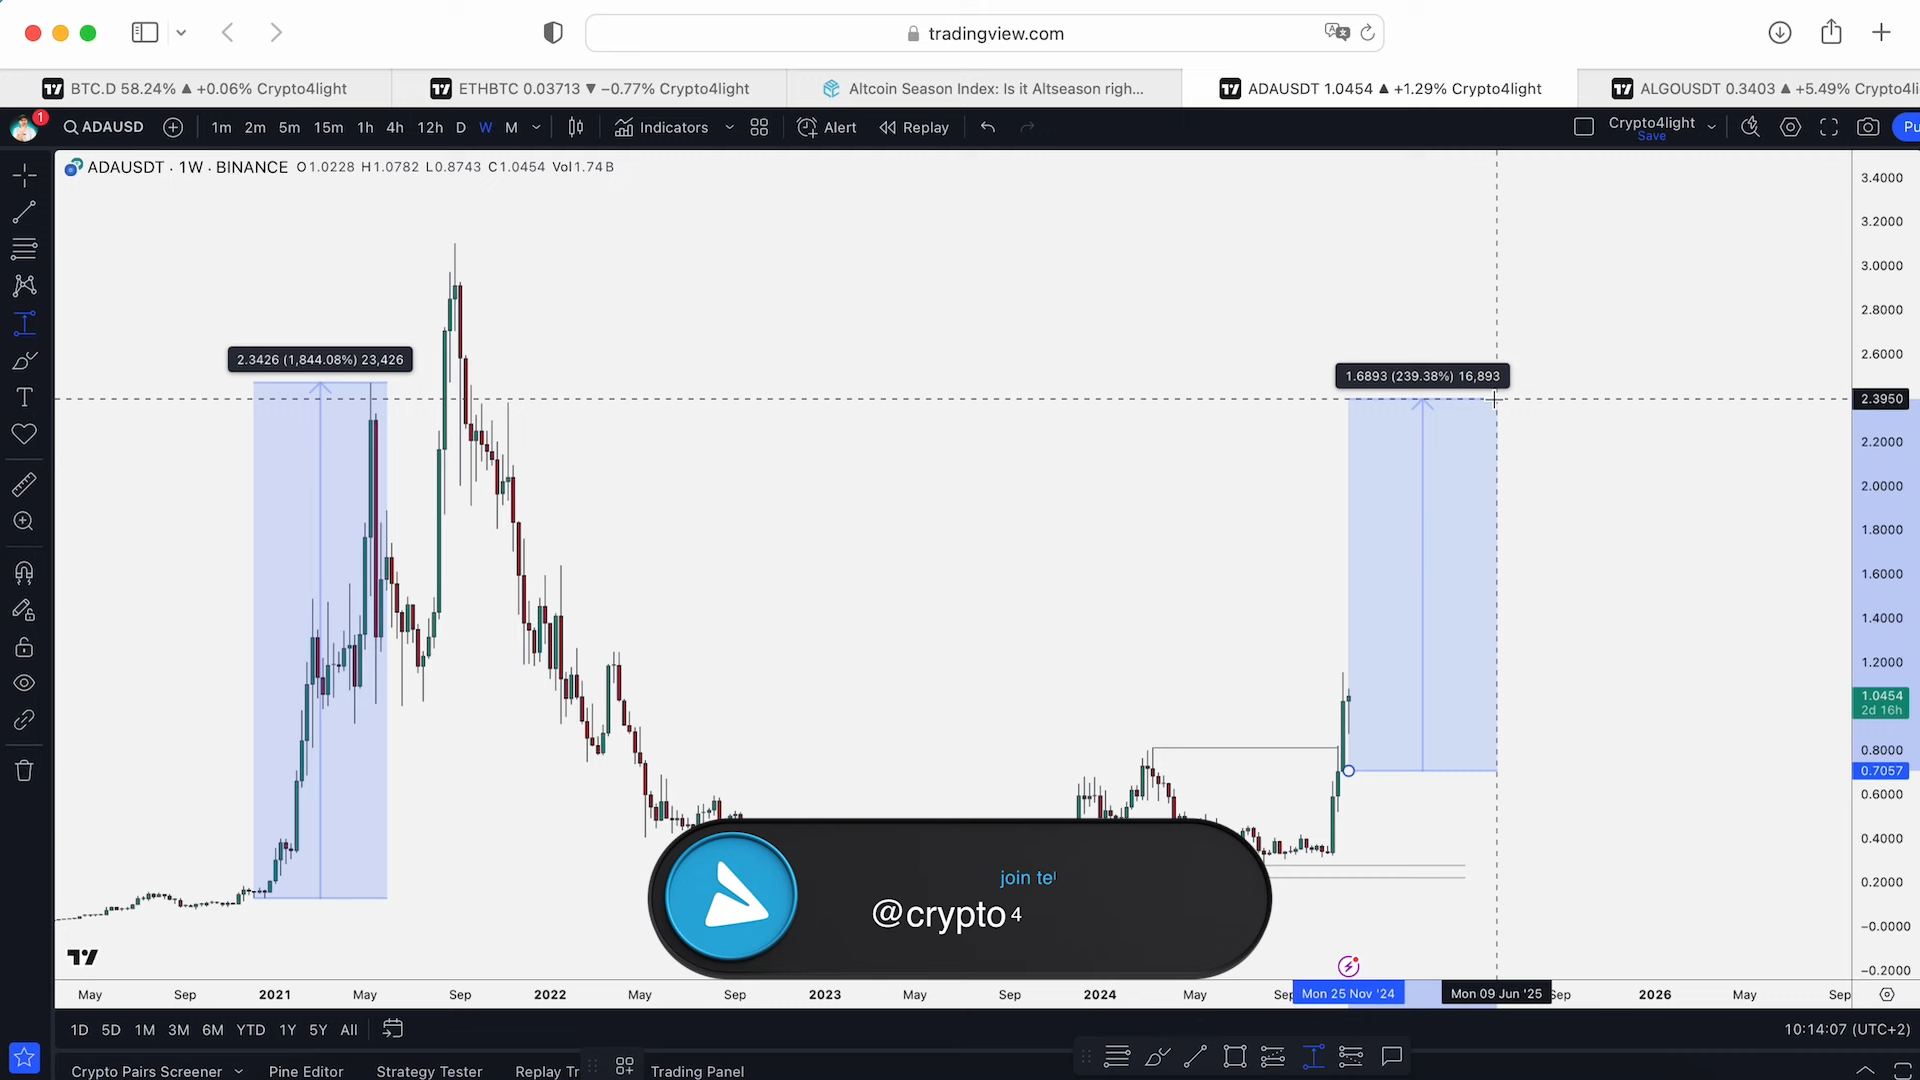 tradingview.com
BTC.D 58.24% ▲ +0.06% Crypto4light
ETHBTC 0.03713 ▼ −0.77% Crypto4light
Altcoin Season Index: Is it Altseason righ...
ADAUSDT 1.0454 ▲ +1.29% Crypto4light
ALGOUSDT 0.3403 ▲ +5.49% Crypto4li
1
ADAUSD
1m 2m 5m 15m 1h 4h 12h D W M
Indicators
Alert
Replay
Crypto4light
Save
Pu
ADAUSDT · 1W · BINANCE O1.0228 H1.0782 L0.8743 C1.0454 Vol1.74B
3.4000
3.2000
3.0000
2.8000
2.6000
2.3950
2.2000
2.0000
1.8000
1.6000
1.4000
1.2000
1.0454
2d 16h
0.8000
0.7057
0.6000
0.4000
0.2000
−0.0000
−0.2000
2.3426 (1,844.08%) 23,426
1.6893 (239.38%) 16,893
join te
@crypto4
May Sep 2021 May Sep 2022 May Sep 2023 May Sep 2024 May Sep Mon 25 Nov '24 Mon 09 Jun '25 Sep 2026 May Sep
1D 5D 1M 3M 6M YTD 1Y 5Y All
10:14:07 (UTC+2)
Crypto Pairs Screener Pine Editor Strategy Tester Replay Tr Trading Panel